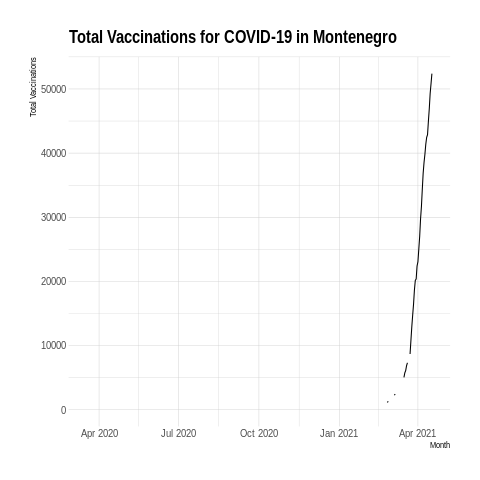 Total Vaccinations for COVID-19 in Montenegro
Total Vaccinations
50000
40000
30000
20000
10000
0
Apr 2020
Jul 2020
Oct 2020
Jan 2021
Apr 2021
Month